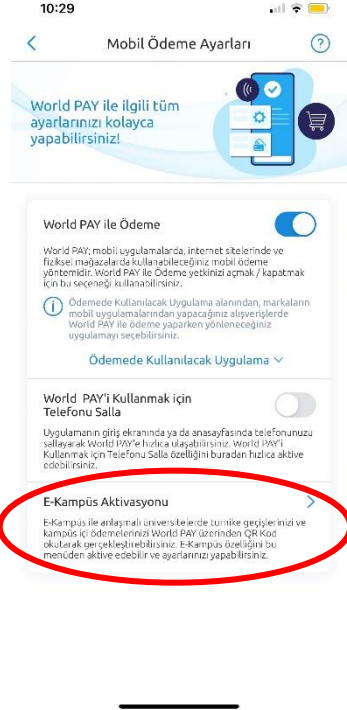 10:29
Mobil Ödeme Ayarları
?
World PAY ile ilgili tüm
ayarlarınızı kolayca
yapabilirsiniz!
World PAY ile Ödeme
World PAY; mobil uygulamalarda, internet sitelerinde ve
fiziksel mağazalarda kullanabileceğiniz mobil ödeme
yöntemidir. World PAY ile Ödeme yetkinizi açmak / kapatmak
için bu seçeneği kullanabilirsiniz.
Ödemede Kullanılacak Uygulama alanından, markaların
mobil uygulamalarından yapacağınız alışverişlerde
World PAY ile ödeme yaparken yönleneceğiniz
uygulamayı seçebilirsiniz.
Ödemede Kullanılacak Uygulama
World PAY'i Kullanmak için
Telefonu Salla
Uygulamanın giriş ekranında ya da anasayfasında telefonunuzu
sallayarak World PAY'e hızlıca ulaşabilirsiniz. World PAY'i
Kullanmak için Telefonu Salla özelliğini buradan hızlıca aktive
edebilirsiniz.
E-Kampüs Aktivasyonu
E-Kampüs ile anlaşmalı üniversitelerde turnike geçişlerinizi ve
kampüs içi ödemelerinizi World PAY üzerinden QR Kod
okutarak gerçekleştirebilirsiniz. E-Kampüs özelliğini bu
menüden aktive edebilir ve ayarlarınızı yapabilirsiniz.